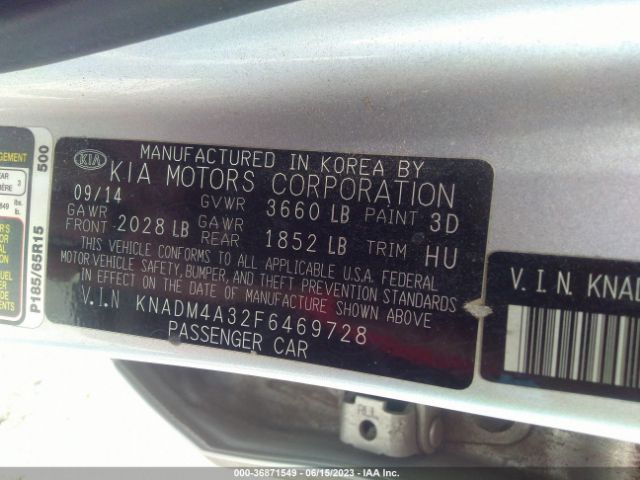 MANUFACTURED IN KOREA BY
KIA
KIA MOTORS CORPORATION
09/14 GVWR 3660 LB PAINT 3D
GAWR FRONT 2028 LB GAWR REAR 1852 LB TRIM HU
THIS VEHICLE CONFORMS TO ALL APPLICABLE U.S.A. FEDERAL
MOTOR VEHICLE SAFETY, BUMPER, AND THEFT PREVENTION STANDARDS
IN EFFECT ON THE DATE OF MANUFACTURE SHOWN ABOVE
V.I.N KNADM4A32F6469728
PASSENGER CAR
P185/65R15 500
V.I.N. KNAD
000-36871549 - 06/15/2023 - IAA Inc.